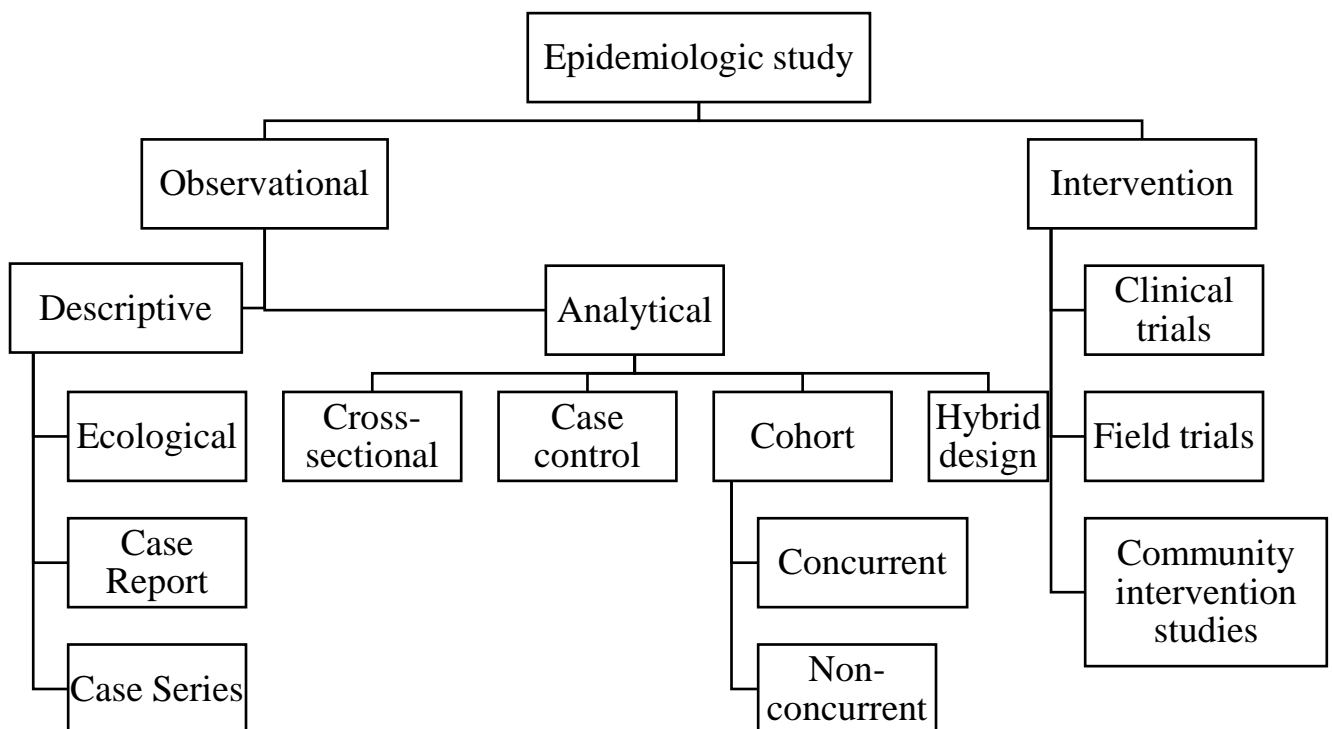 Epidemiologic study
Observational
Intervention
Descriptive
Analytical
Clinical
trials
Ecological
Cross-
sectional
Case
control
Cohort
Hybrid
design
Field trials
Case
Report
Concurrent
Community
intervention
studies
Case Series
Non-
concurrent